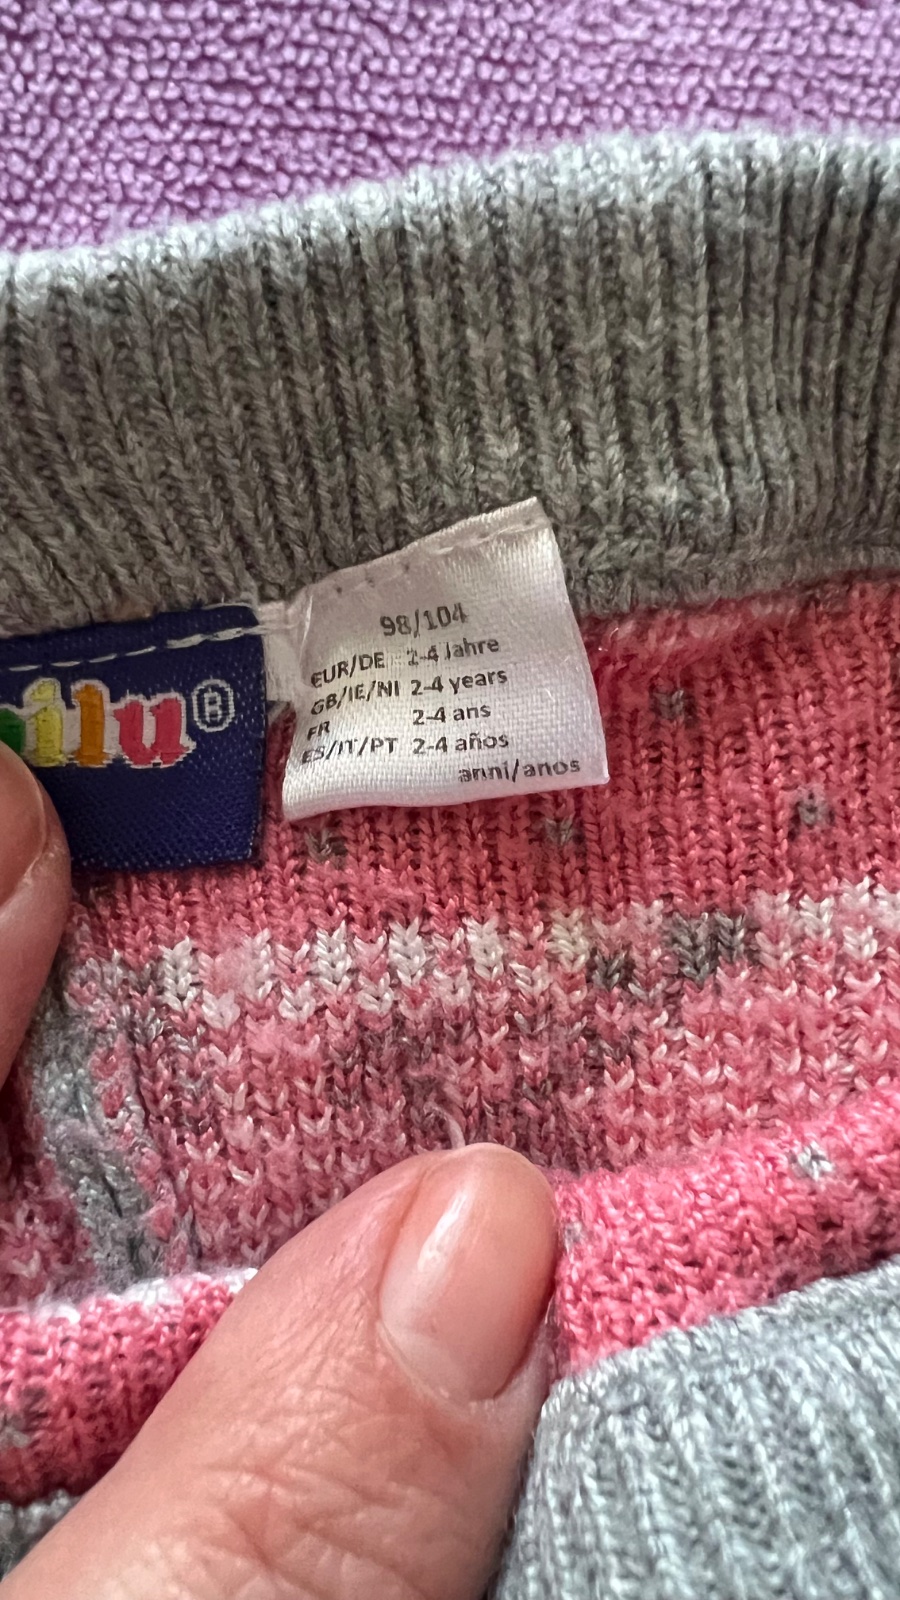 ilu®
98/104
EUR/DE 2-4 Jahre
GB/IE/NI 2-4 years
FR 2-4 ans
ES/IT/PT 2-4 años
anni/anos